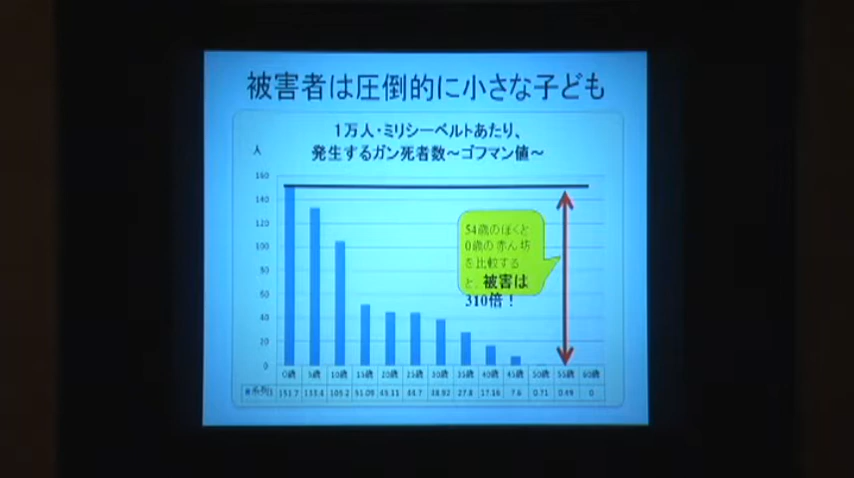 被害者は圧倒的に小さな子ども
1万人・ミリシーベルトあたり、
発生するガン死者数～ゴフマン値～
人
160
140
120
100
80
60
40
20
0
54歳のぼくと
0歳の赤ん坊
を比較する
と、被害は
310倍！
0歳 5歳 10歳 15歳 20歳 25歳 30歳 35歳 40歳 45歳 50歳 55歳 60歳
151.7 133.4 105.2 51.09 45.11 44.7 38.92 27.8 17.16 7.6 0.71 0.49 0